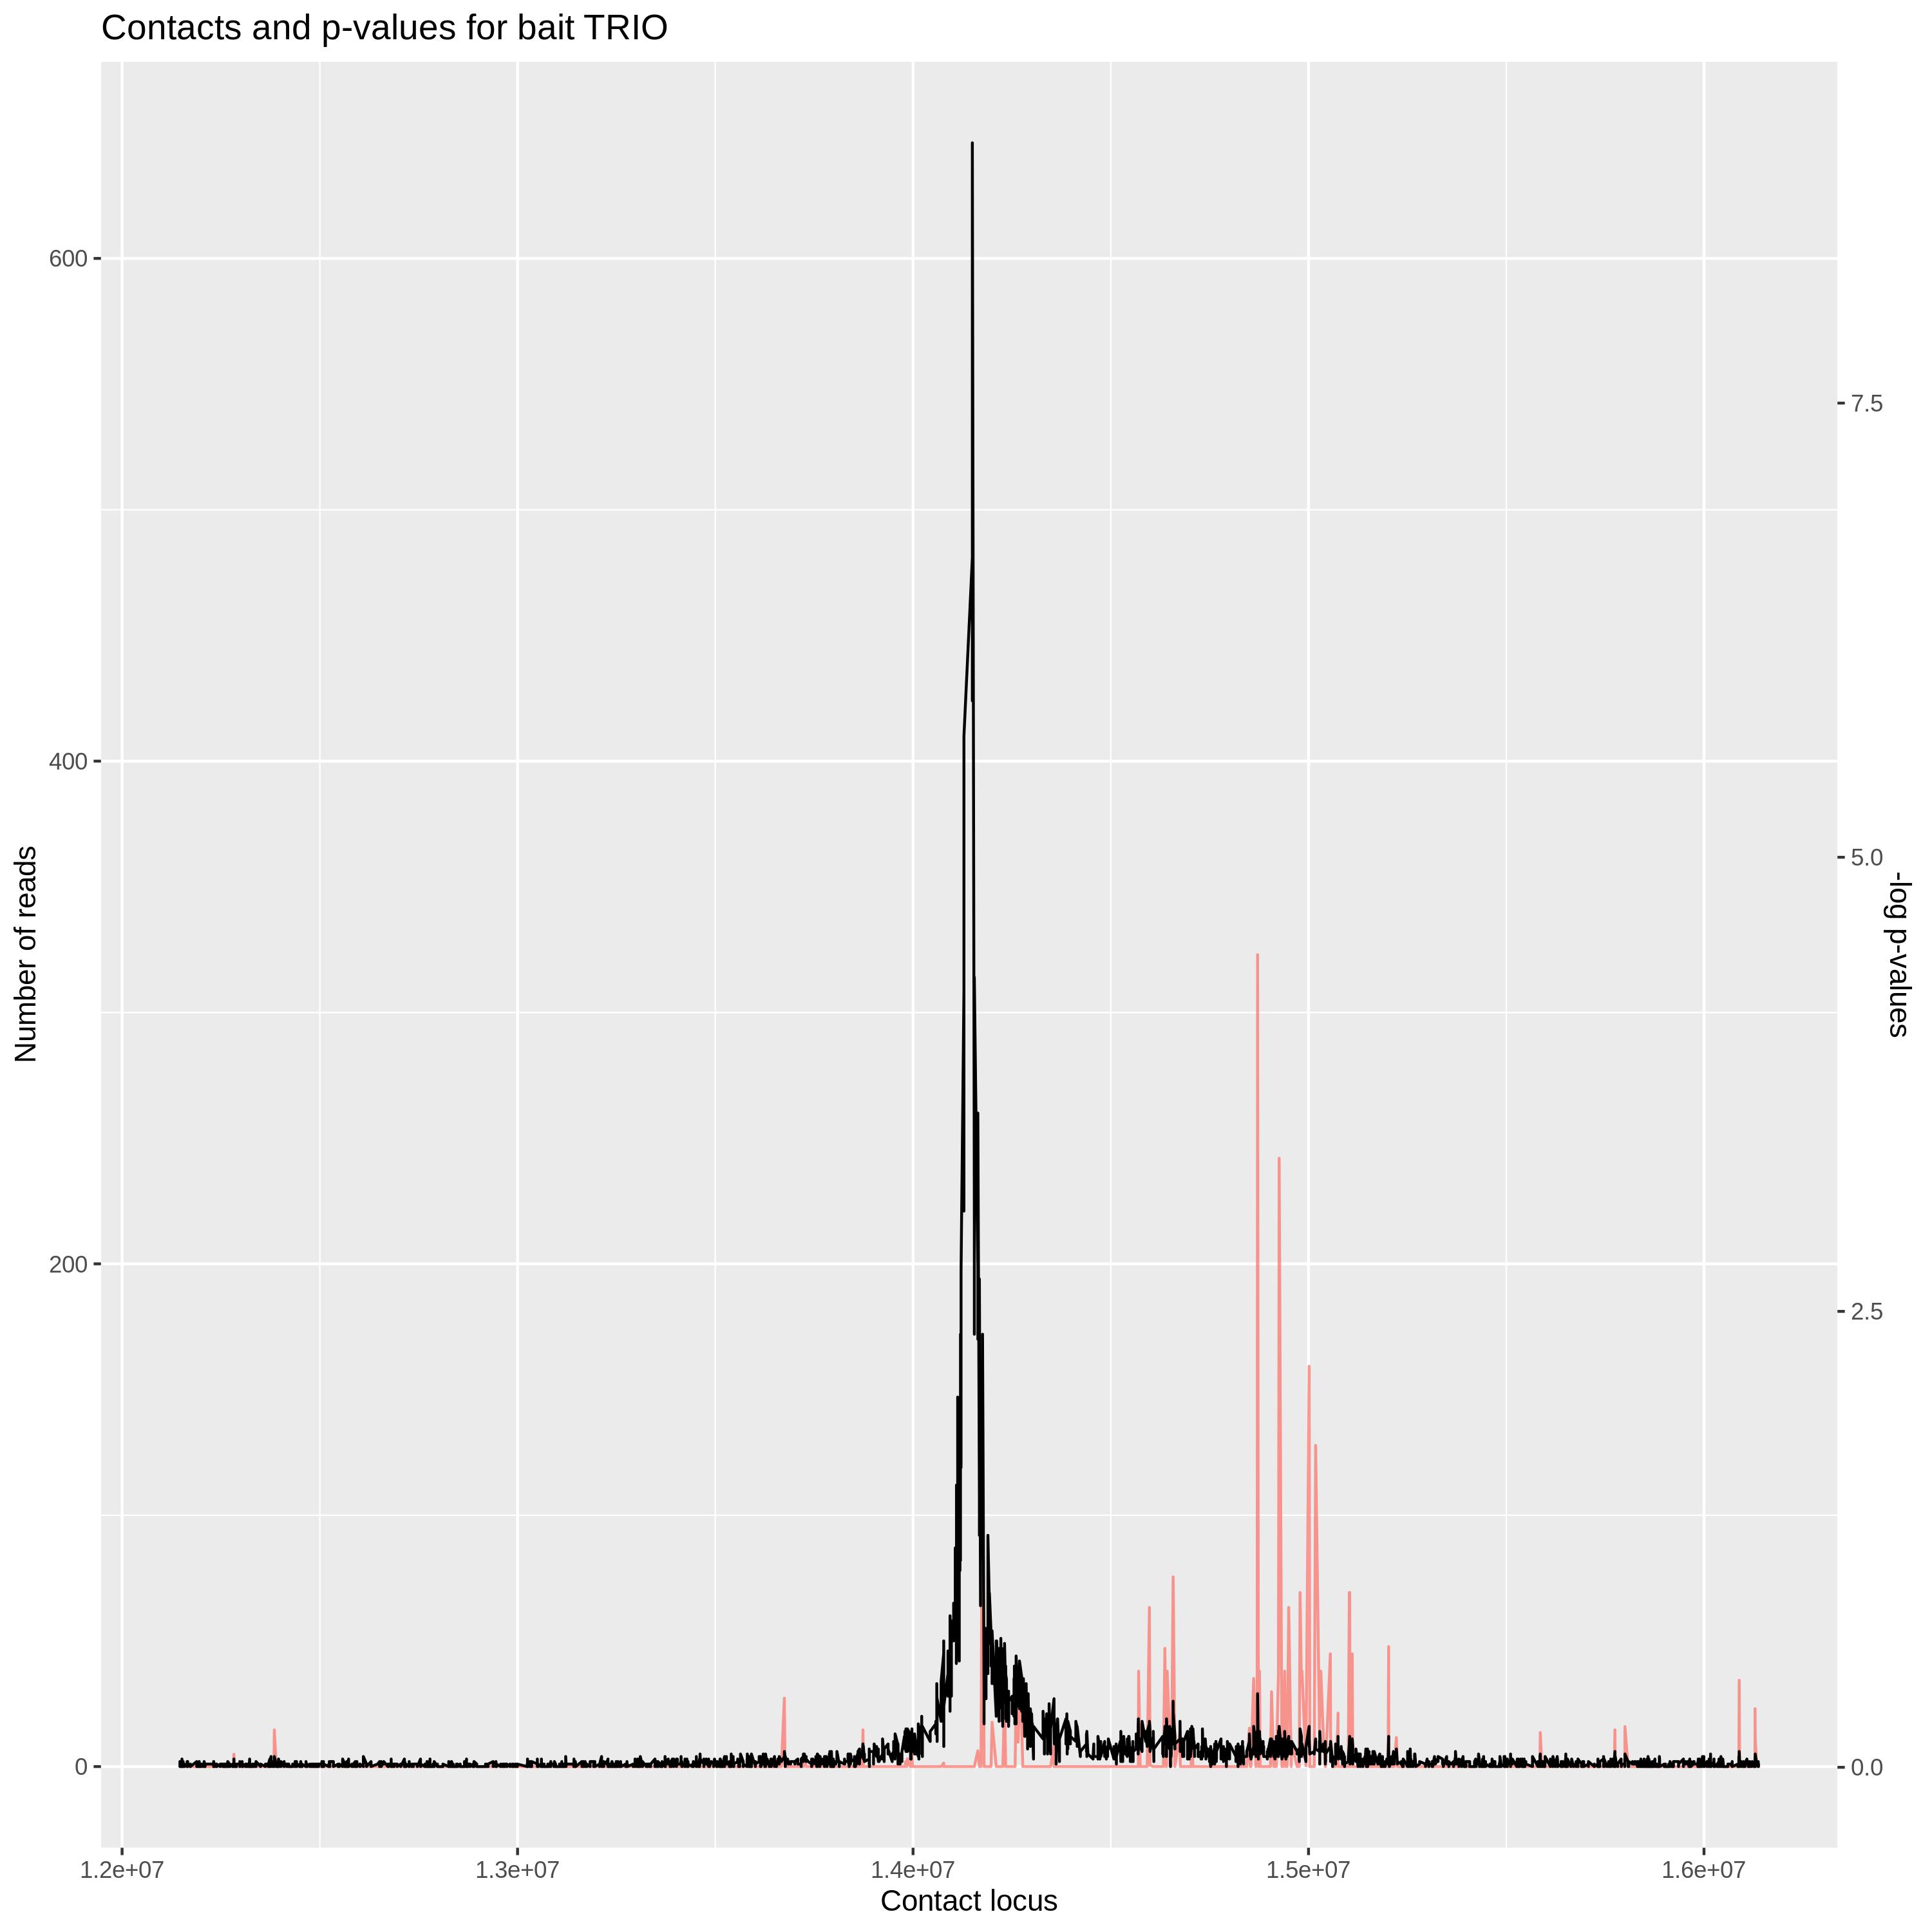 Contacts and p-values for bait TRIO
600
400
200
0
Number of reads
7.5
5.0
2.5
0.0
-log p-values
1.2e+07
1.3e+07
1.4e+07
1.5e+07
1.6e+07
Contact locus